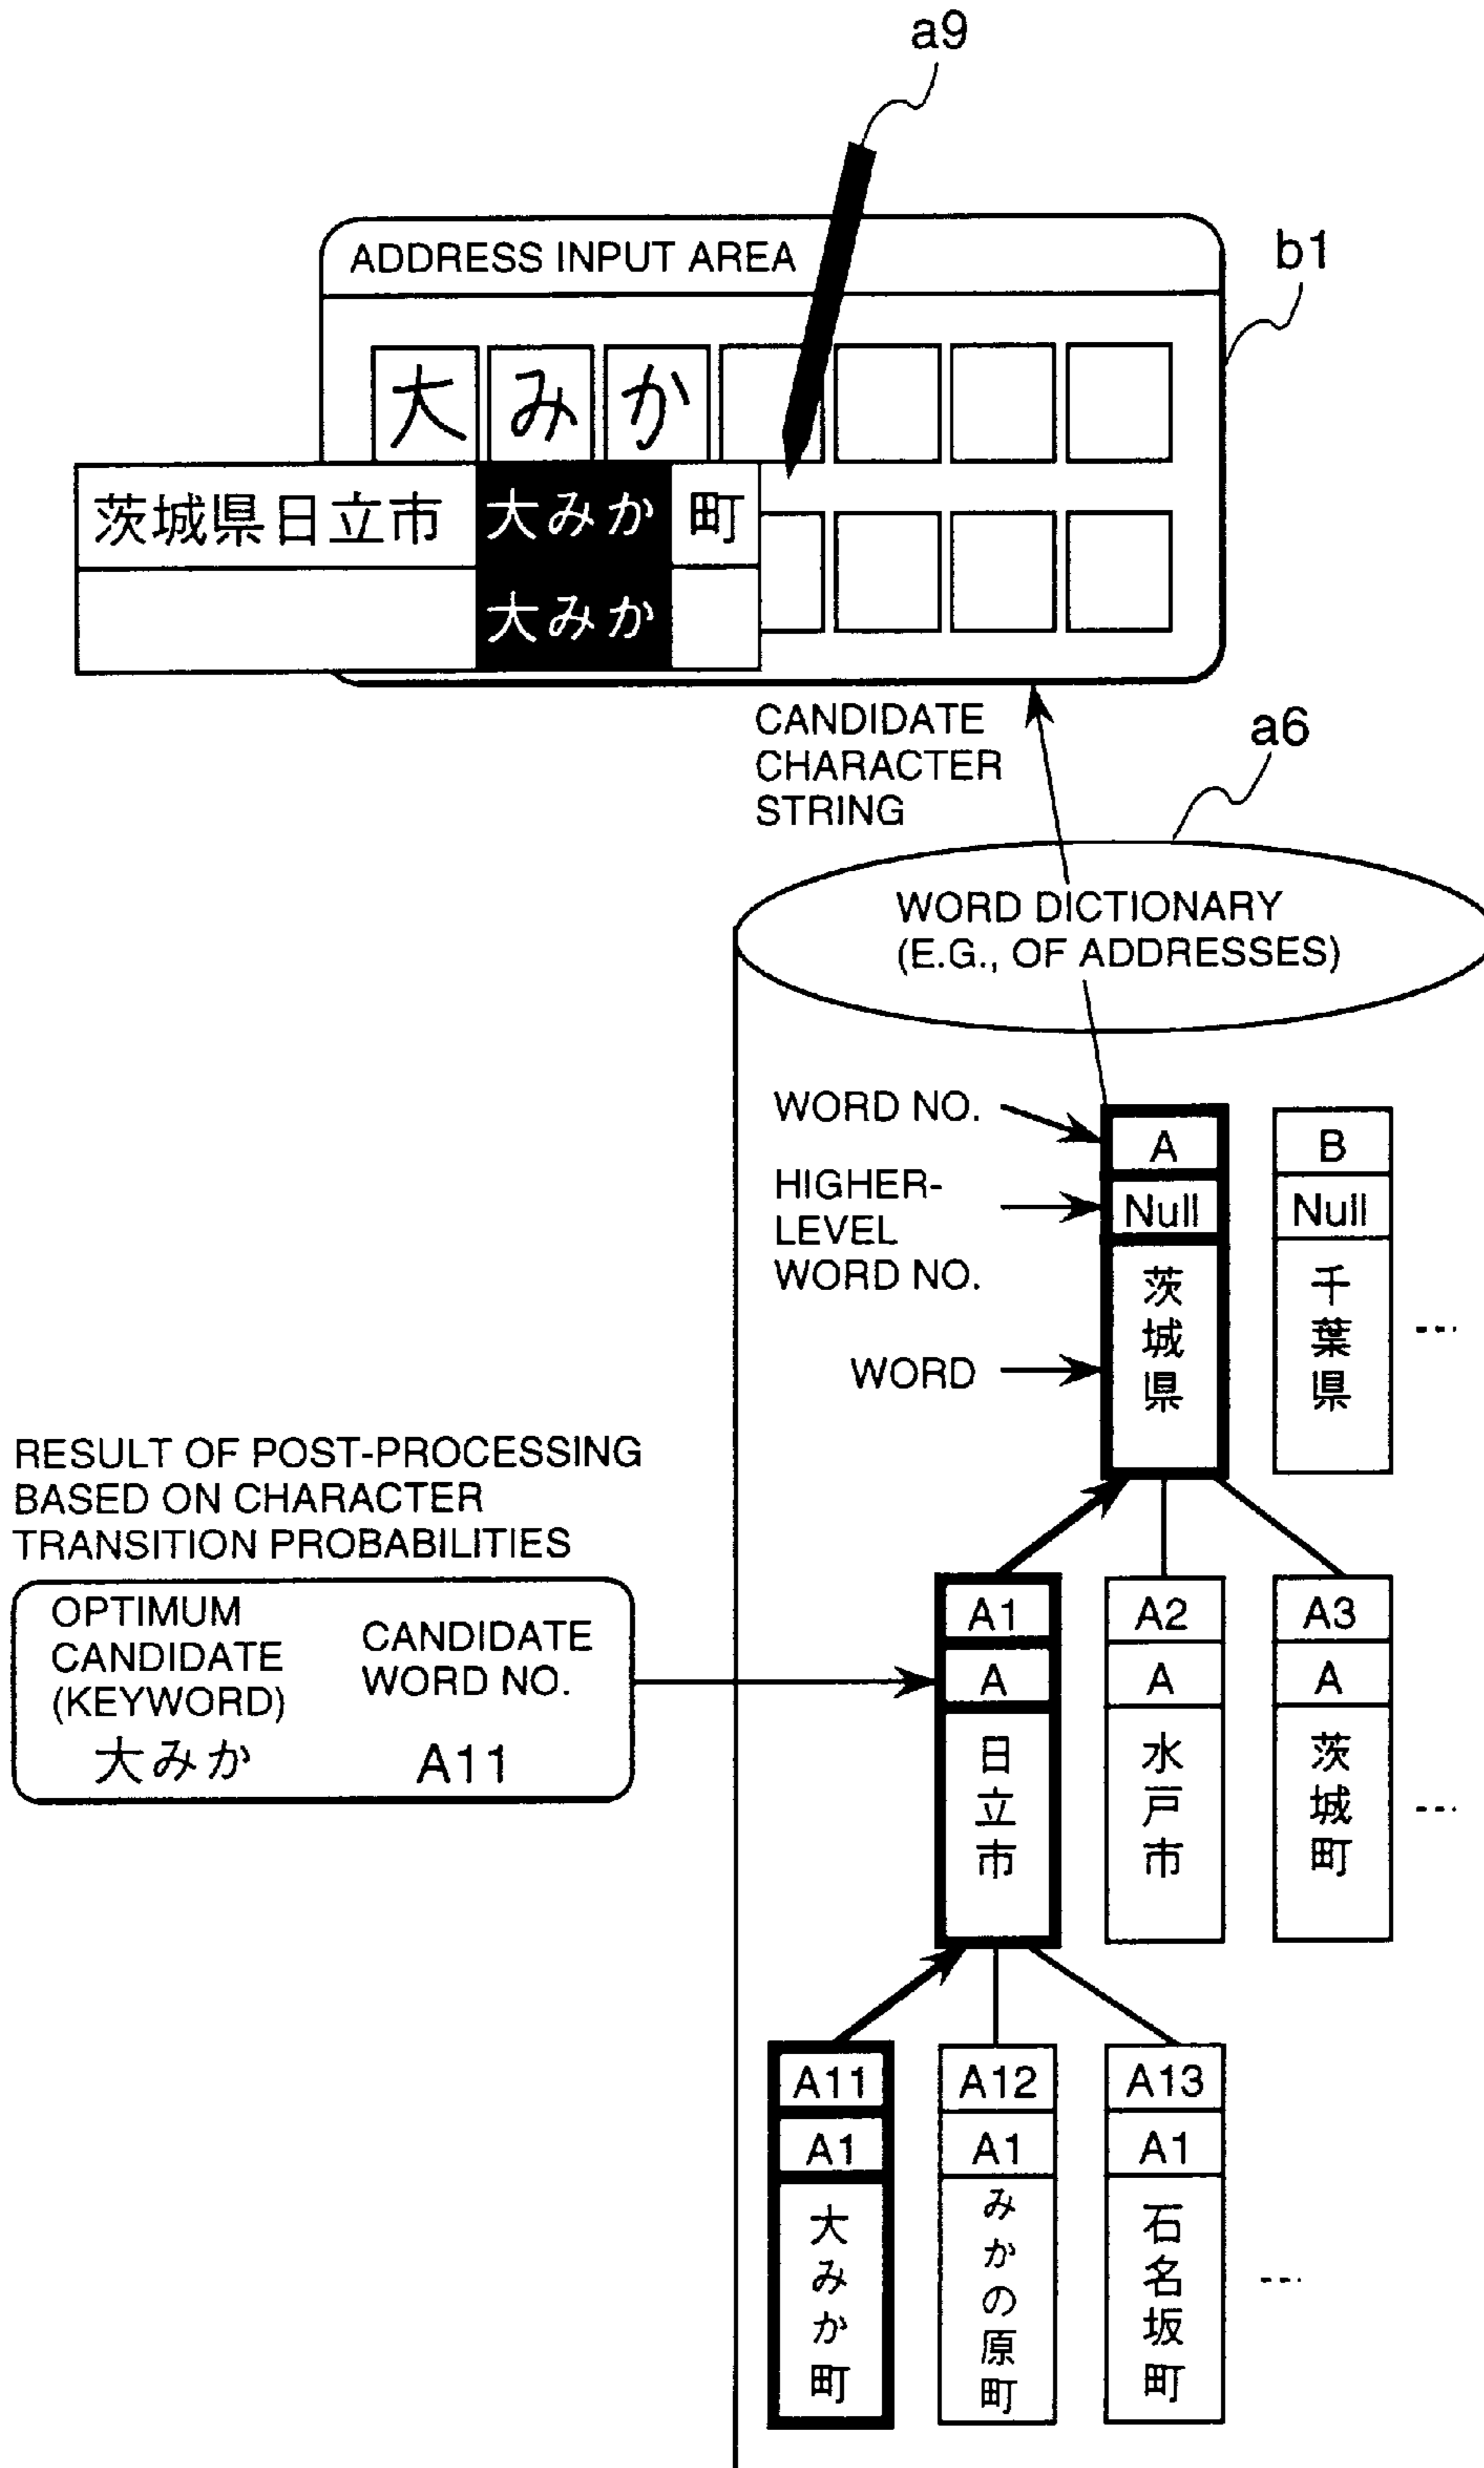 a9
ADDRESS INPUT AREA
b1
大みか
茨城県日立市 大みか 町
大みか
CANDIDATE
CHARACTER
STRING
a6
WORD DICTIONARY
(E.G., OF ADDRESSES)
WORD NO.
HIGHER-
LEVEL
WORD NO.
WORD
A
Null
茨城県
B
Null
千葉県
---
RESULT OF POST-PROCESSING
BASED ON CHARACTER
TRANSITION PROBABILITIES
OPTIMUM
CANDIDATE
(KEYWORD)
大みか
CANDIDATE
WORD NO.
A11
A1
A
日立市
A2
A
水戸市
A3
A
茨城町
---
A11
A1
大みか町
A12
A1
みかの原町
A13
A1
石名坂町
---